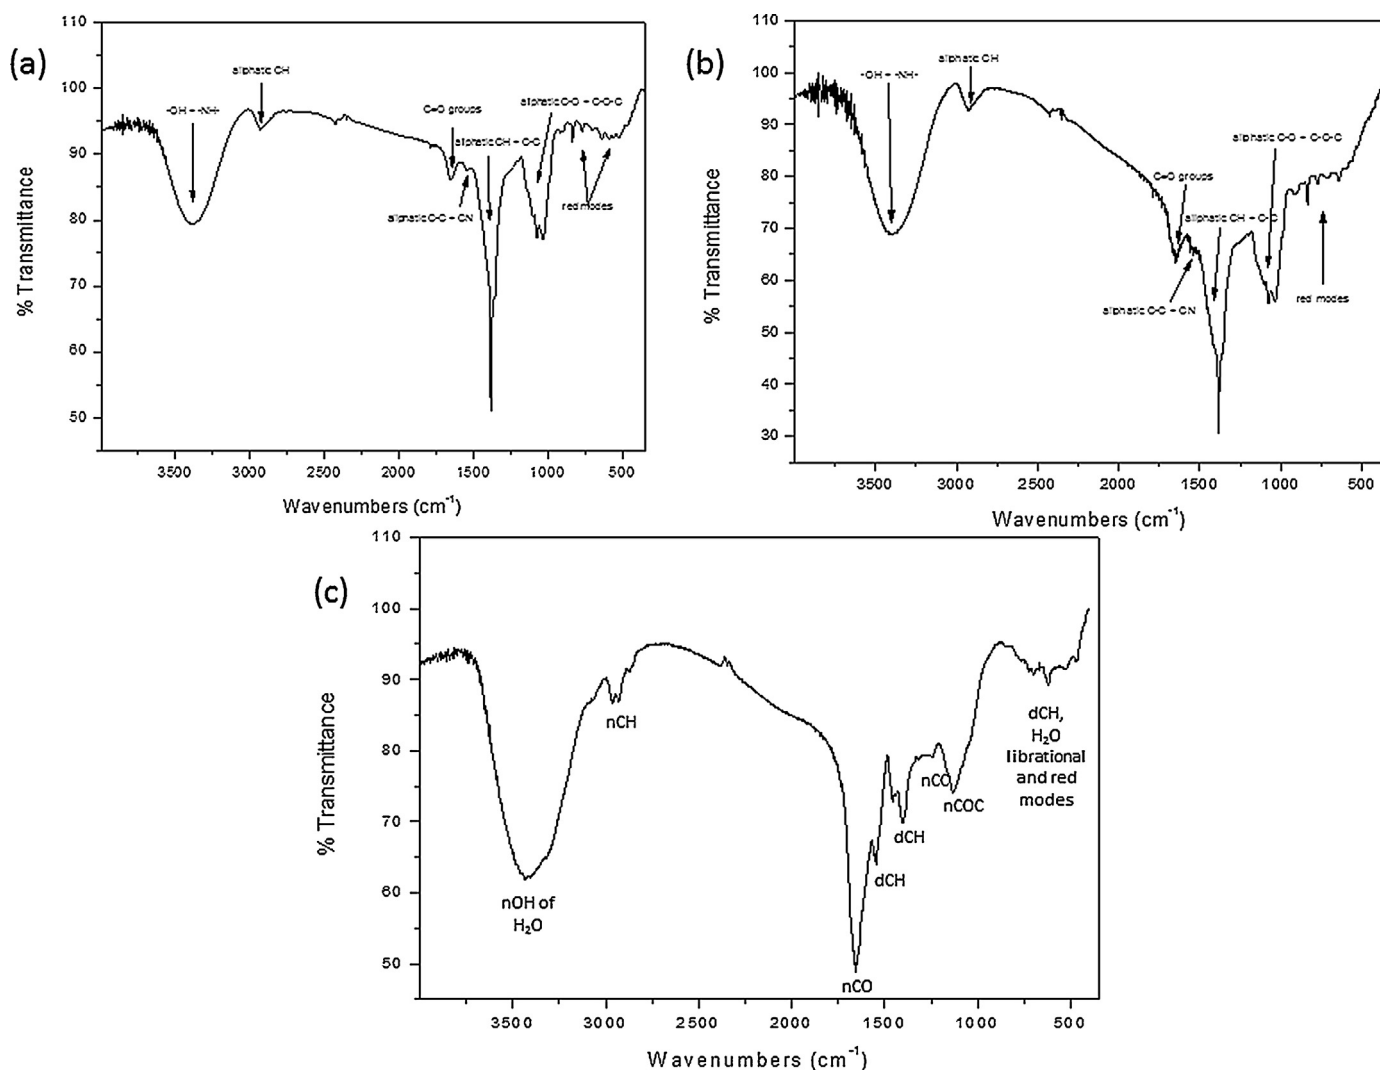 (a)
110
100
90
80
70
60
50
% Transmittance
-OH + -NH-
aliphatic CH
C=O groups
aliphatic C-C + CN
aliphatic CH + C-C
aliphatic C-O + C-O-C
red modes
3500 3000 2500 2000 1500 1000 500
Wavenumbers (cm⁻¹)
(b)
110
100
90
80
70
60
50
40
30
% Transmittance
-OH + -NH-
aliphatic CH
C=O groups
aliphatic C-C + CN
aliphatic CH + C-C
aliphatic C-O + C-O-C
red modes
3500 3000 2500 2000 1500 1000 500
Wavenumbers (cm⁻¹)
(c)
110
100
90
80
70
60
50
% Transmittance
nOH of
H₂O
nCH
nCO
dCH
dCH
nCO
nCOC
dCH,
H₂O
librational
and red
modes
3500 3000 2500 2000 1500 1000 500
Wavenumbers (cm⁻¹)